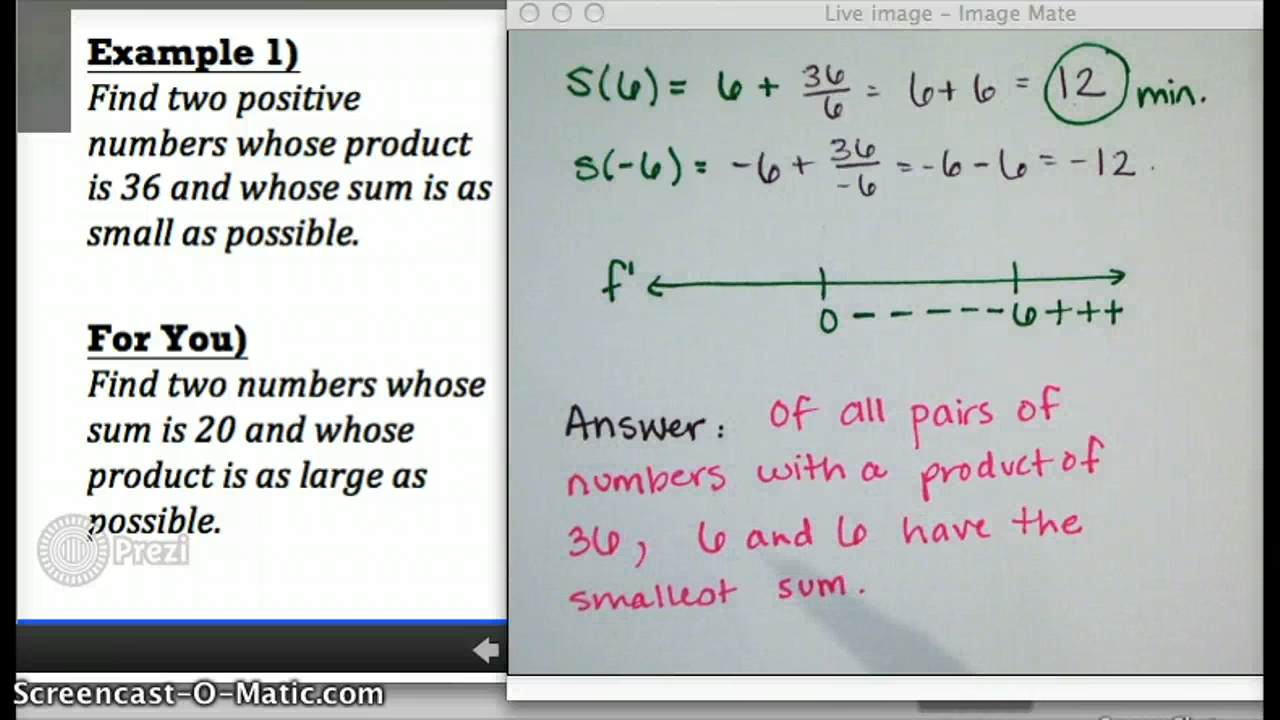 Example 1)
Find two positive
numbers whose product
is 36 and whose sum is as
small as possible.
For You)
Find two numbers whose
sum is 20 and whose
product is as large as
possible.
Prezi
Screencast-O-Matic.com
Live image - Image Mate
S(6) = 6 + 36/6 = 6 + 6 = 12 min.
S(-6) = -6 + 36/-6 = -6 - 6 = -12.
f'
0 - - - - - - 6 + + +
Answer: Of all pairs of
numbers with a product of
36, 6 and 6 have the
smallest sum.